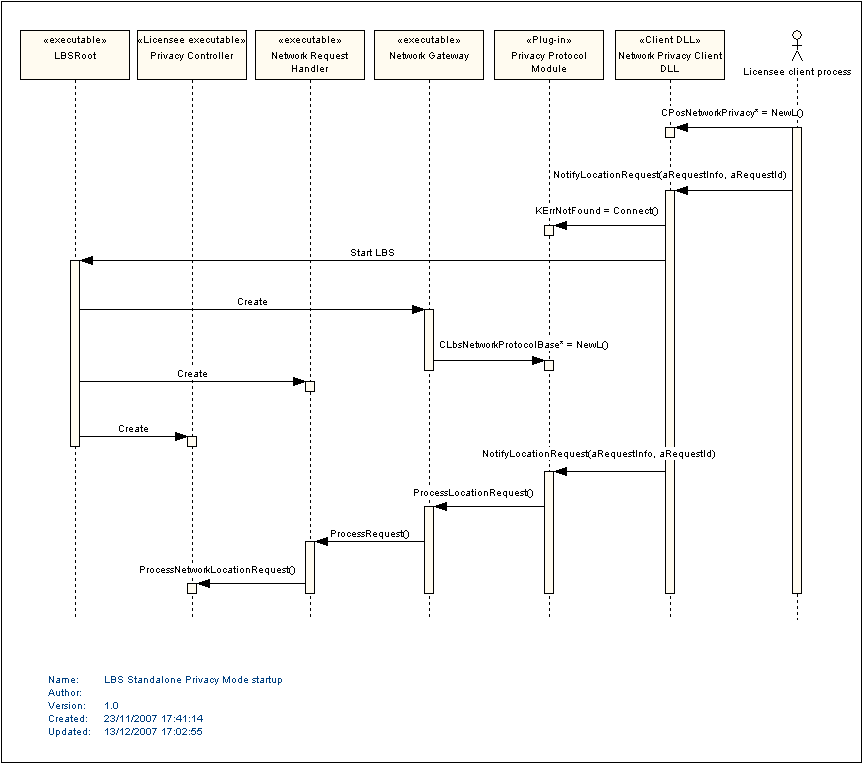 «executable»
LBSRoot
«Licensee executable»
Privacy Controller
«executable»
Network Request
Handler
«executable»
Network Gateway
«Plug-in»
Privacy Protocol
Module
«Client DLL»
Network Privacy Client
DLL
Licensee client process
CPosNetworkPrivacy* = NewL()
NotifyLocationRequest(aRequestInfo, aRequestId)
KErrNotFound = Connect()
Start LBS
Create
CLbsNetworkProtocolBase* = NewL()
Create
Create
NotifyLocationRequest(aRequestInfo, aRequestId)
ProcessLocationRequest()
ProcessRequest()
ProcessNetworkLocationRequest()
Name: LBS Standalone Privacy Mode startup
Author:
Version: 1.0
Created: 23/11/2007 17:41:14
Updated: 13/12/2007 17:02:55